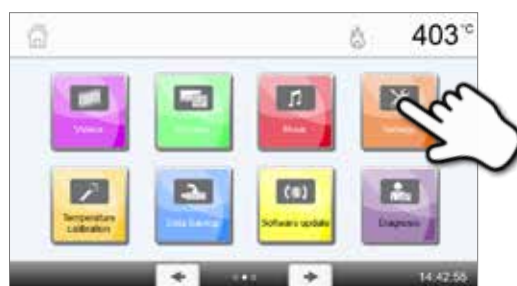 403°C
Videos
Music
Settings
Temperature
calibration
Data backup
Software update
Diagnosis
14:42:55